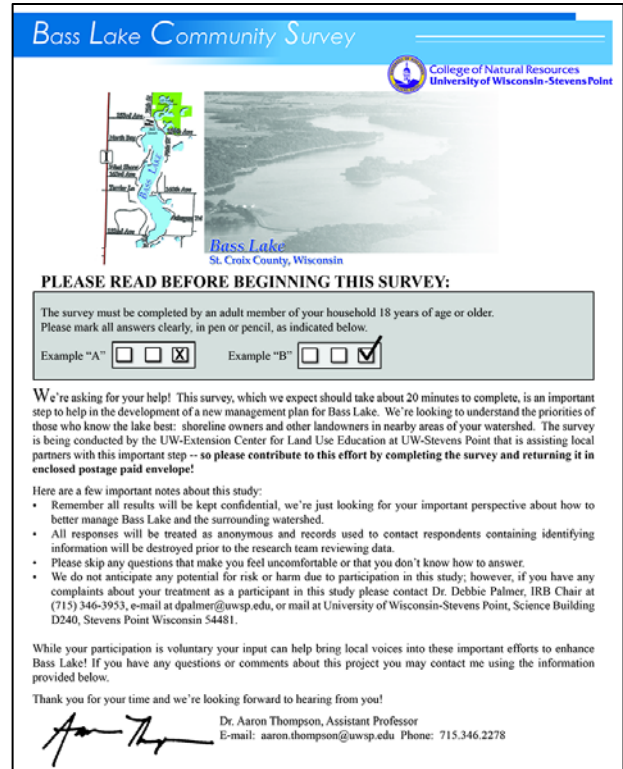 Bass Lake Community Survey
College of Natural Resources
University of Wisconsin-Stevens Point
North Bay
BASS LAKE
Bass Lake
St. Croix County, Wisconsin
PLEASE READ BEFORE BEGINNING THIS SURVEY:
The survey must be completed by an adult member of your household 18 years of age or older.
Please mark all answers clearly, in pen or pencil, as indicated below.
Example “A” X Example “B”
We’re asking for your help! This survey, which we expect should take about 20 minutes to complete, is an important
step to help in the development of a new management plan for Bass Lake. We’re looking to understand the priorities of
those who know the lake best: shoreline owners and other landowners in nearby areas of your watershed. The survey
is being conducted by the UW-Extension Center for Land Use Education at UW-Stevens Point that is assisting local
partners with this important step -- so please contribute to this effort by completing the survey and returning it in
enclosed postage paid envelope!
Here are a few important notes about this study:
• Remember all results will be kept confidential, we’re just looking for your important perspective about how to
better manage Bass Lake and the surrounding watershed.
• All responses will be treated as anonymous and records used to contact respondents containing identifying
information will be destroyed prior to the research team reviewing data.
• Please skip any questions that make you feel uncomfortable or that you don’t know how to answer.
• We do not anticipate any potential for risk or harm due to participation in this study; however, if you have any
complaints about your treatment as a participant in this study please contact Dr. Debbie Palmer, IRB Chair at
(715) 346-3953, e-mail at dpalmer@uwsp.edu, or mail at University of Wisconsin-Stevens Point, Science Building
D240, Stevens Point Wisconsin 54481.
While your participation is voluntary your input can help bring local voices into these important efforts to enhance
Bass Lake! If you have any questions or comments about this project you may contact me using the information
provided below.
Thank you for your time and we’re looking forward to hearing from you!
Dr. Aaron Thompson, Assistant Professor
E-mail: aaron.thompson@uwsp.edu Phone: 715.346.2278